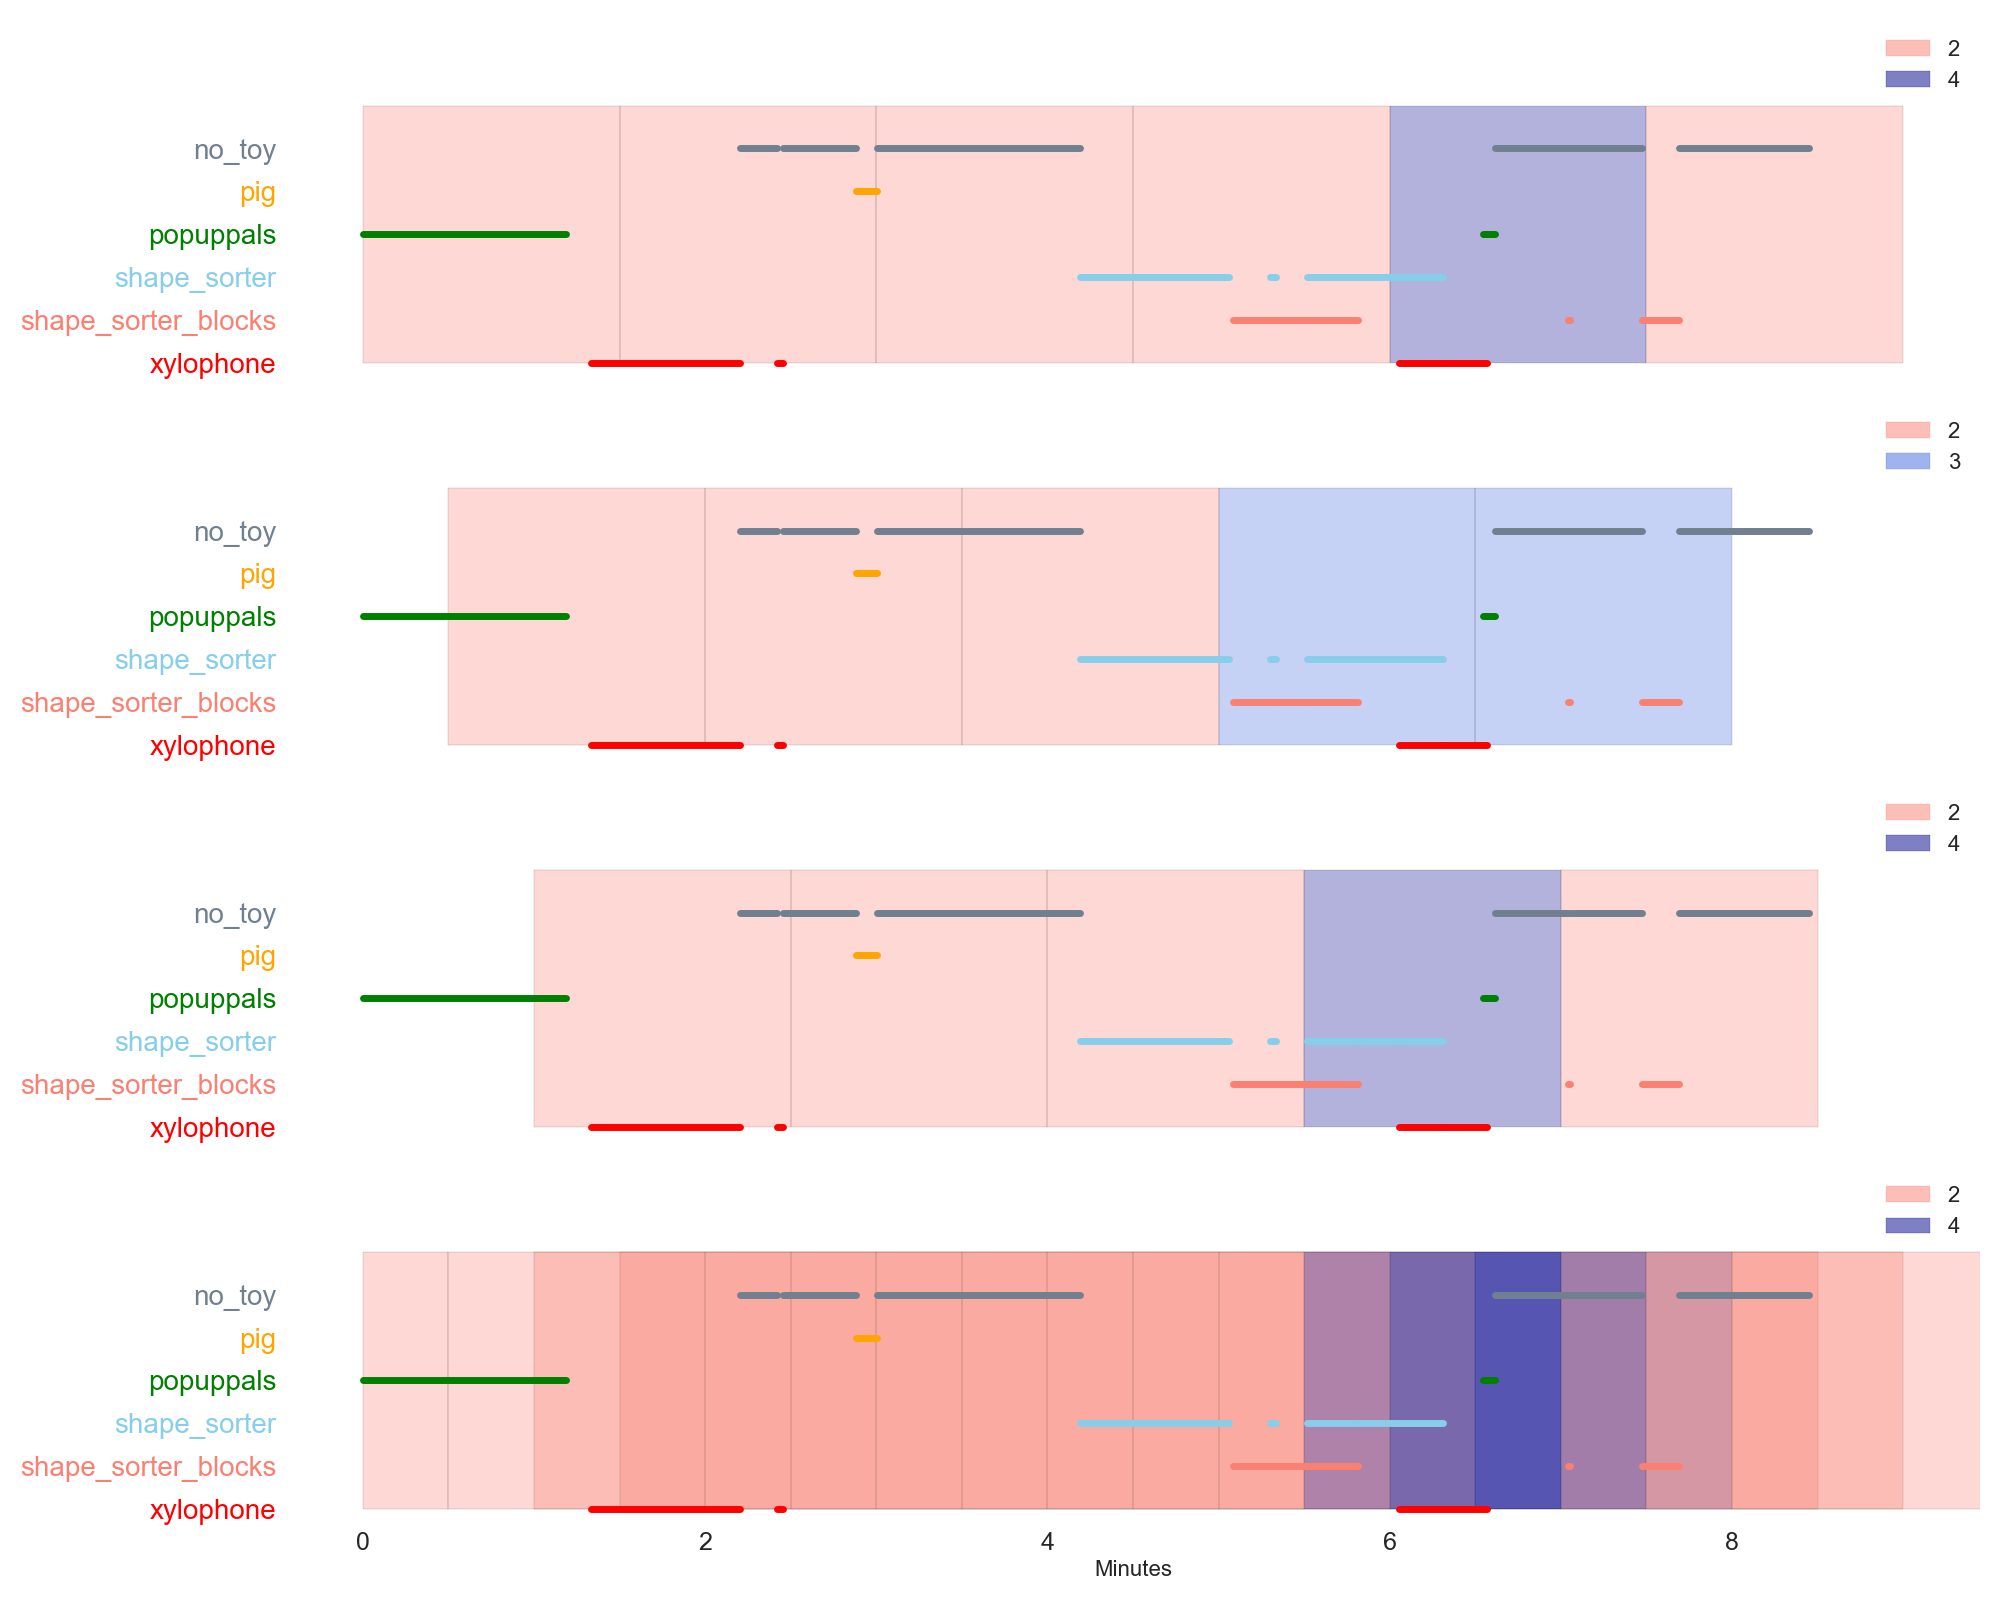 2
4
no_toy
pig
popuppals
shape_sorter
shape_sorter_blocks
xylophone
2
3
no_toy
pig
popuppals
shape_sorter
shape_sorter_blocks
xylophone
2
4
no_toy
pig
popuppals
shape_sorter
shape_sorter_blocks
xylophone
2
4
no_toy
pig
popuppals
shape_sorter
shape_sorter_blocks
xylophone
0 2 4 6 8
Minutes